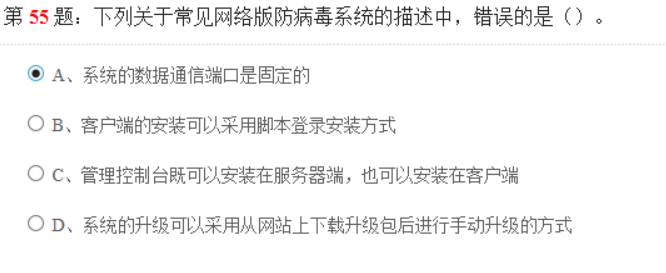 第 55 题：下列关于常见网络版防病毒系统的描述中，错误的是（）。
A、系统的数据通信端口是固定的
B、客户端的安装可以采用脚本登录安装方式
C、管理控制台既可以安装在服务器端，也可以安装在客户端
D、系统的升级可以采用从网站上下载升级包后进行手动升级的方式